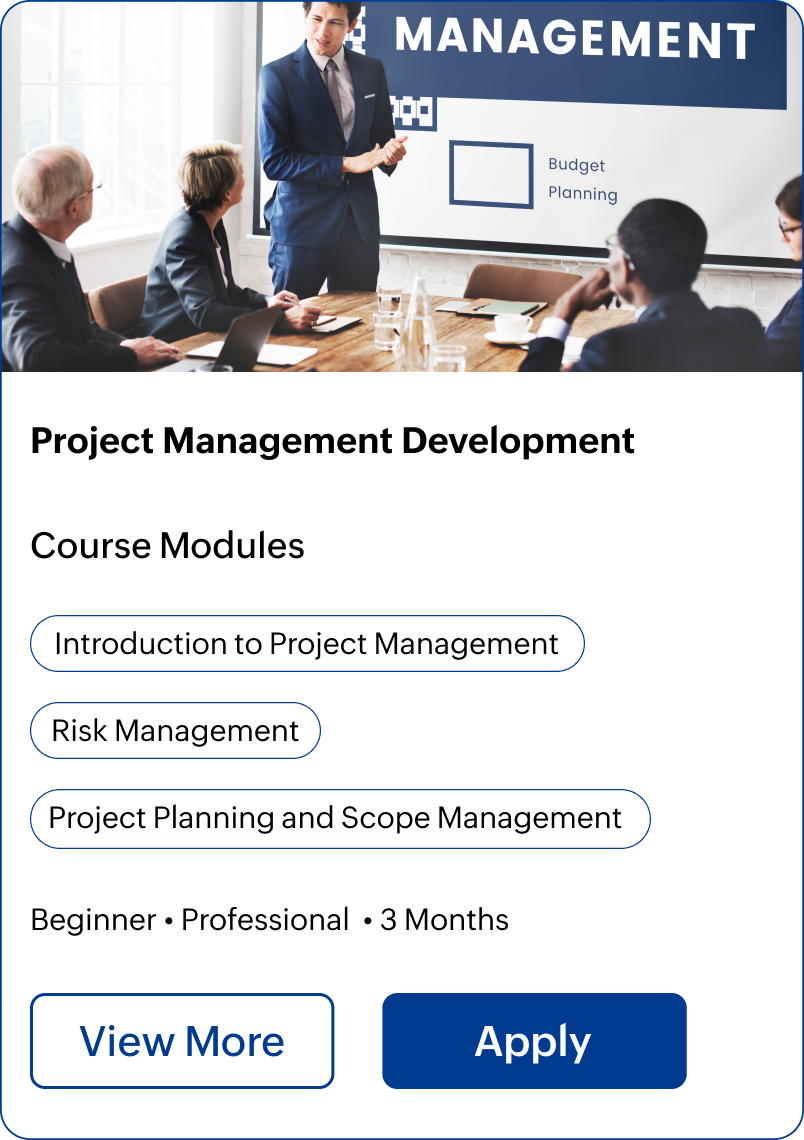 MANAGEMENT
Budget
Planning
Project Management Development
Course Modules
Introduction to Project Management
Risk Management
Project Planning and Scope Management
Beginner • Professional • 3 Months
View More
Apply